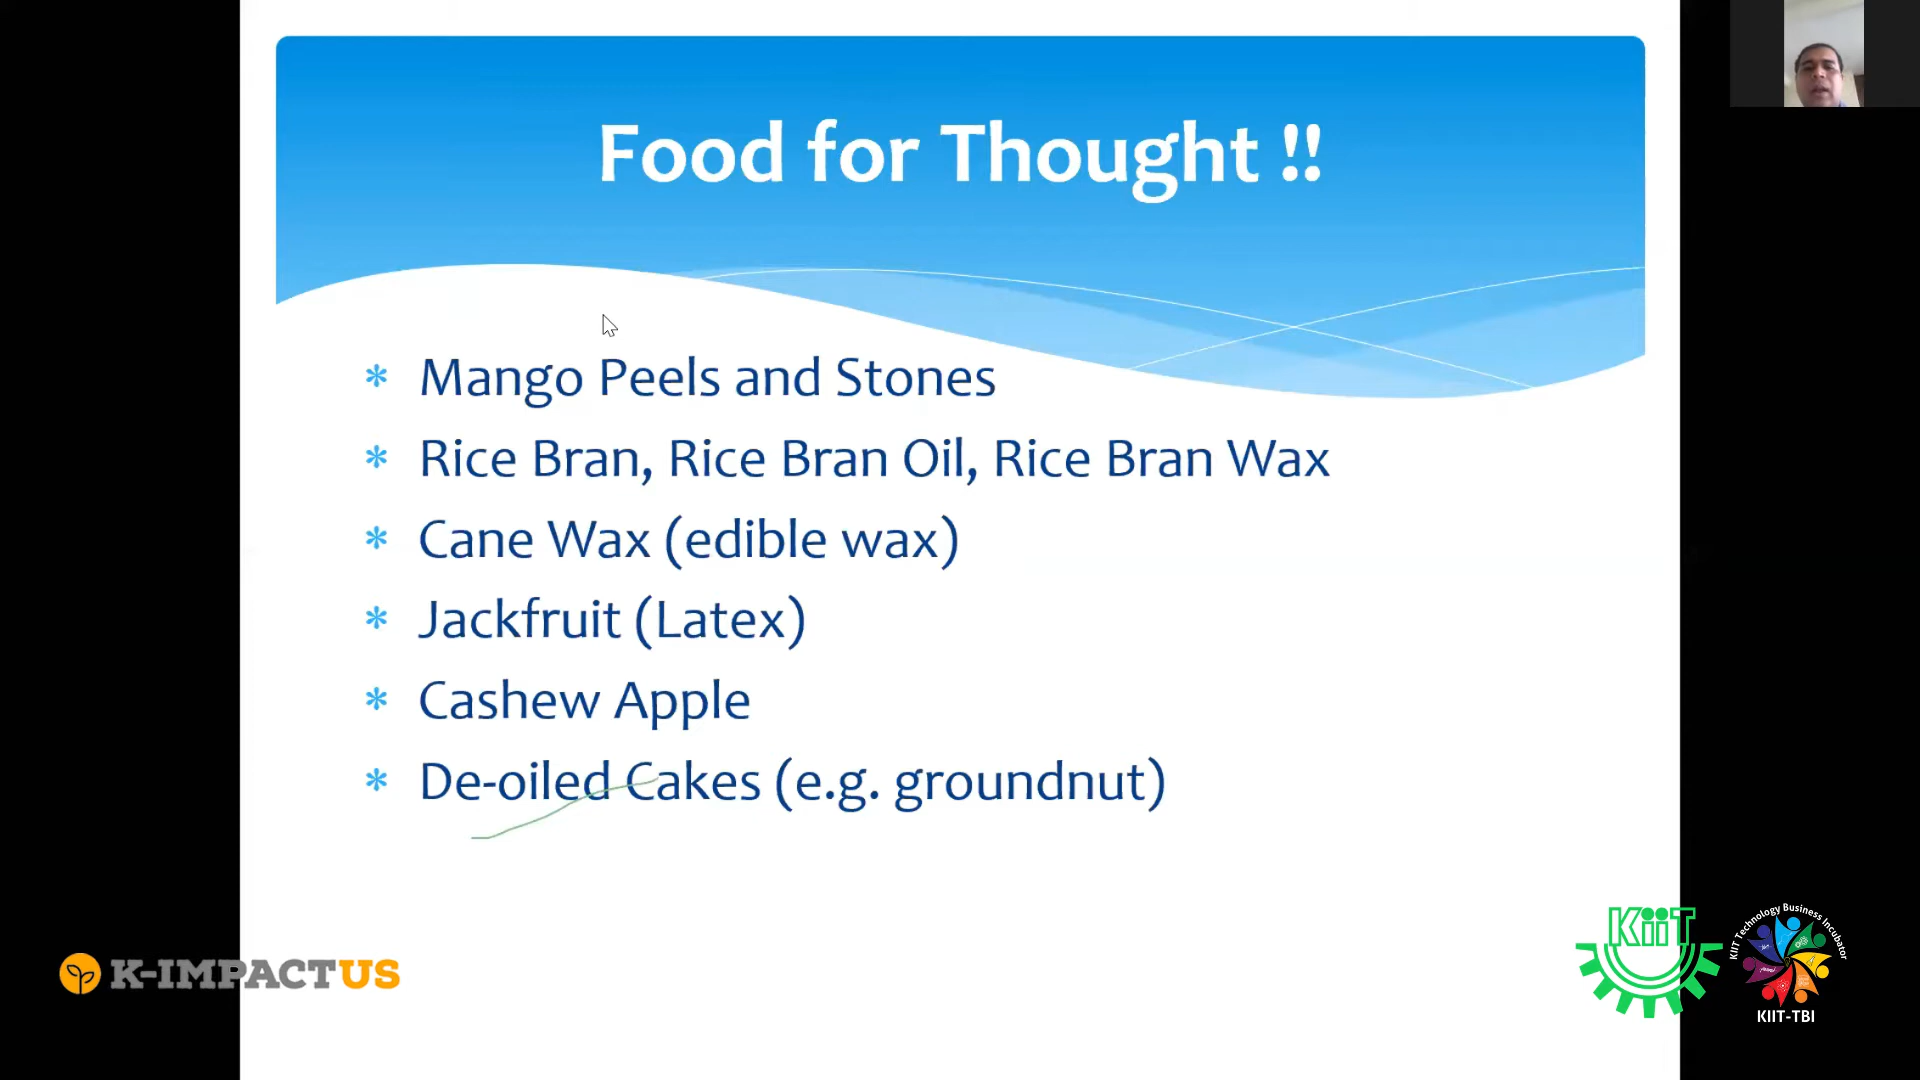 Food for Thought !!
* Mango Peels and Stones
* Rice Bran, Rice Bran Oil, Rice Bran Wax
* Cane Wax (edible wax)
* Jackfruit (Latex)
* Cashew Apple
* De-oiled Cakes (e.g. groundnut)
K-IMPACTUS
KiiT
KIIT Technology Business Incubator
KIIT-TBI